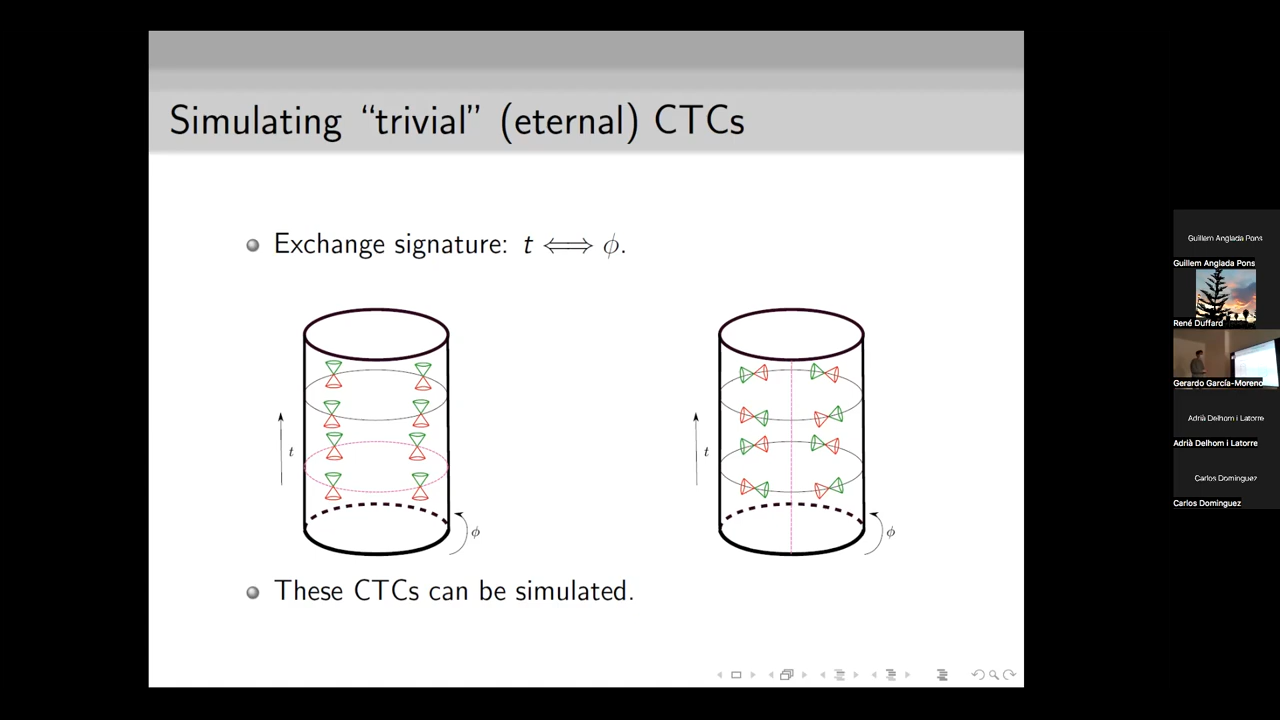 Simulating “trivial” (eternal) CTCs
Exchange signature: t ⟺ ϕ.
t
ϕ
t
ϕ
These CTCs can be simulated.
Guillem Anglada Pons
Guillem Anglada Pons
René Duffard
Gerardo García-Moreno
Adrià Delhom i Latorre
Adrià Delhom i Latorre
Carlos Dominguez
Carlos Dominguez